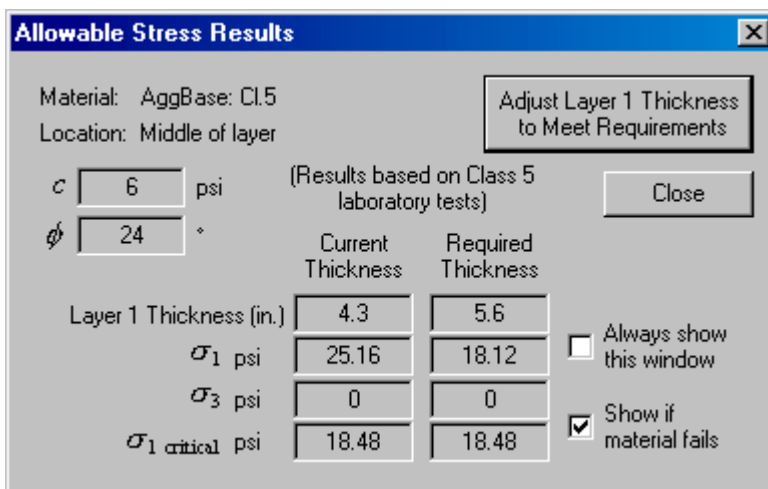 Allowable Stress Results
Material: AggBase: Cl.5
Location: Middle of layer
Adjust Layer 1 Thickness
to Meet Requirements
c 6 psi
(Results based on Class 5
laboratory tests)
Close
ϕ 24 °
Current
Thickness
Required
Thickness
Layer 1 Thickness (in.) 4.3 5.6
σ1 psi 25.16 18.12
Always show
this window
σ3 psi 0 0
Show if
material fails
σ1 critical psi 18.48 18.48